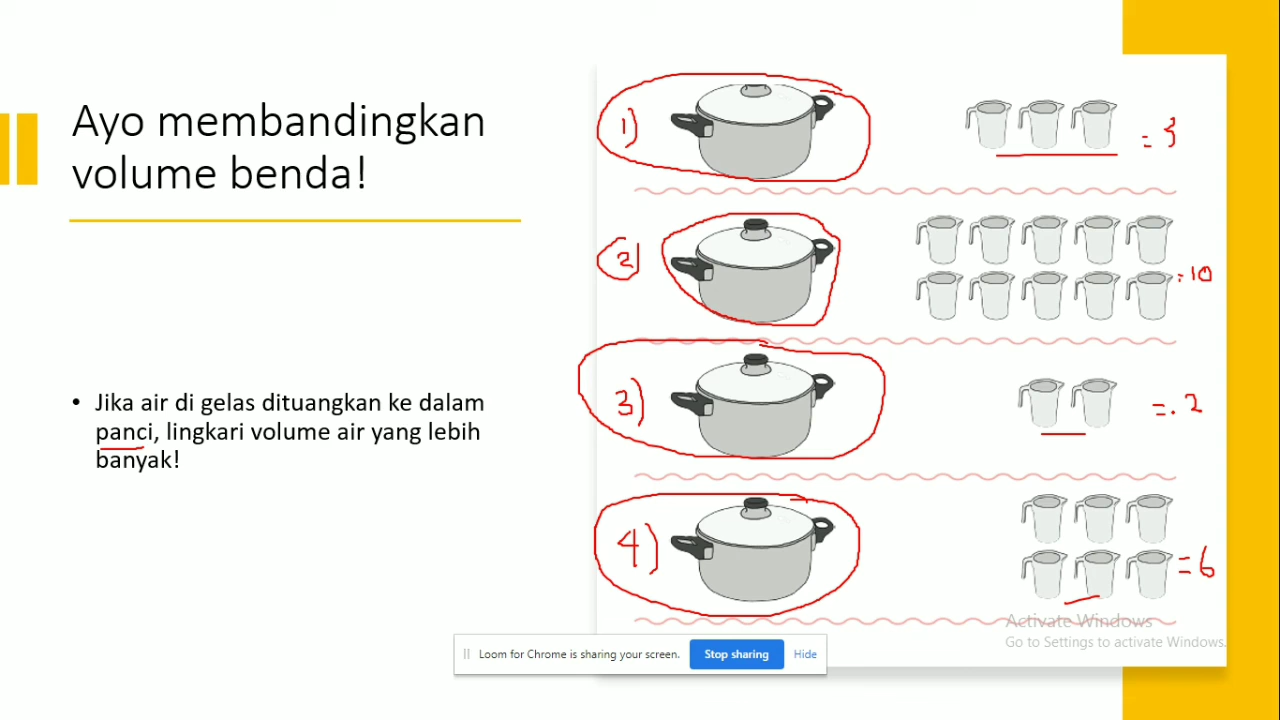 Ayo membandingkan
volume benda!
• Jika air di gelas dituangkan ke dalam
panci, lingkari volume air yang lebih
banyak!
1)
= 3
2)
= 10
3)
=. 2
4)
= 6
Activate Windows
Go to Settings to activate Windows.
Loom for Chrome is sharing your screen.
Stop sharing
Hide